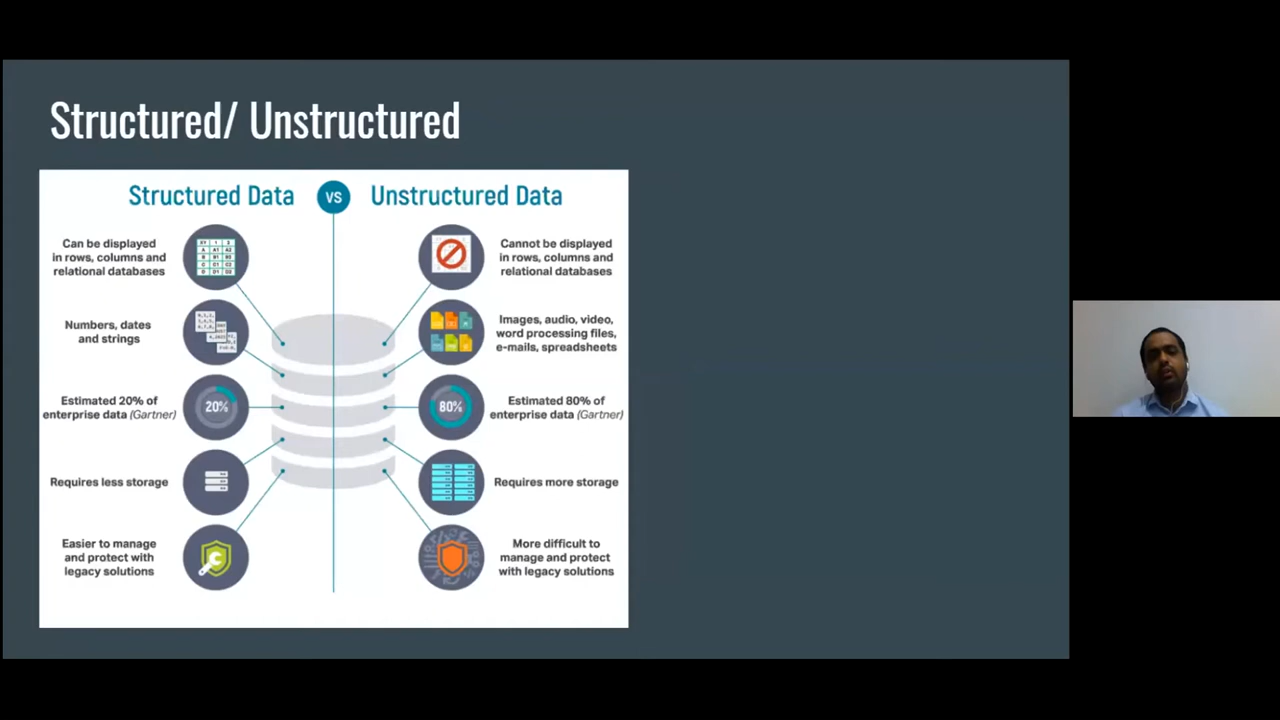 Structured/ Unstructured
Structured Data
VS
Unstructured Data
Can be displayed
in rows, columns and
relational databases
Cannot be displayed
in rows, columns and
relational databases
Numbers, dates
and strings
Images, audio, video,
word processing files,
e-mails, spreadsheets
Estimated 20% of
enterprise data (Gartner)
20%
80%
Estimated 80% of
enterprise data (Gartner)
Requires less storage
Requires more storage
Easier to manage
and protect with
legacy solutions
More difficult to
manage and protect
with legacy solutions